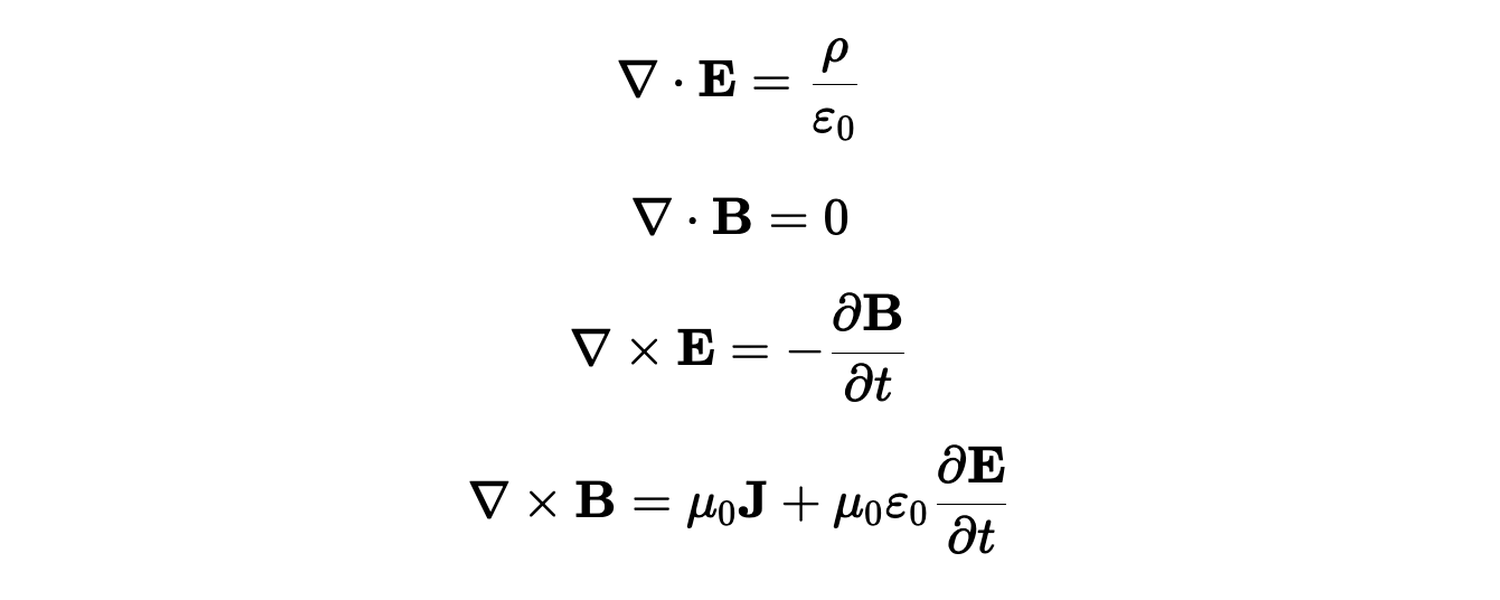 ∇ · 𝐄 = ρ/ε₀
∇ · 𝐁 = 0
∇ × 𝐄 = −∂𝐁/∂t
∇ × 𝐁 = μ₀𝐉 + μ₀ε₀ ∂𝐄/∂t